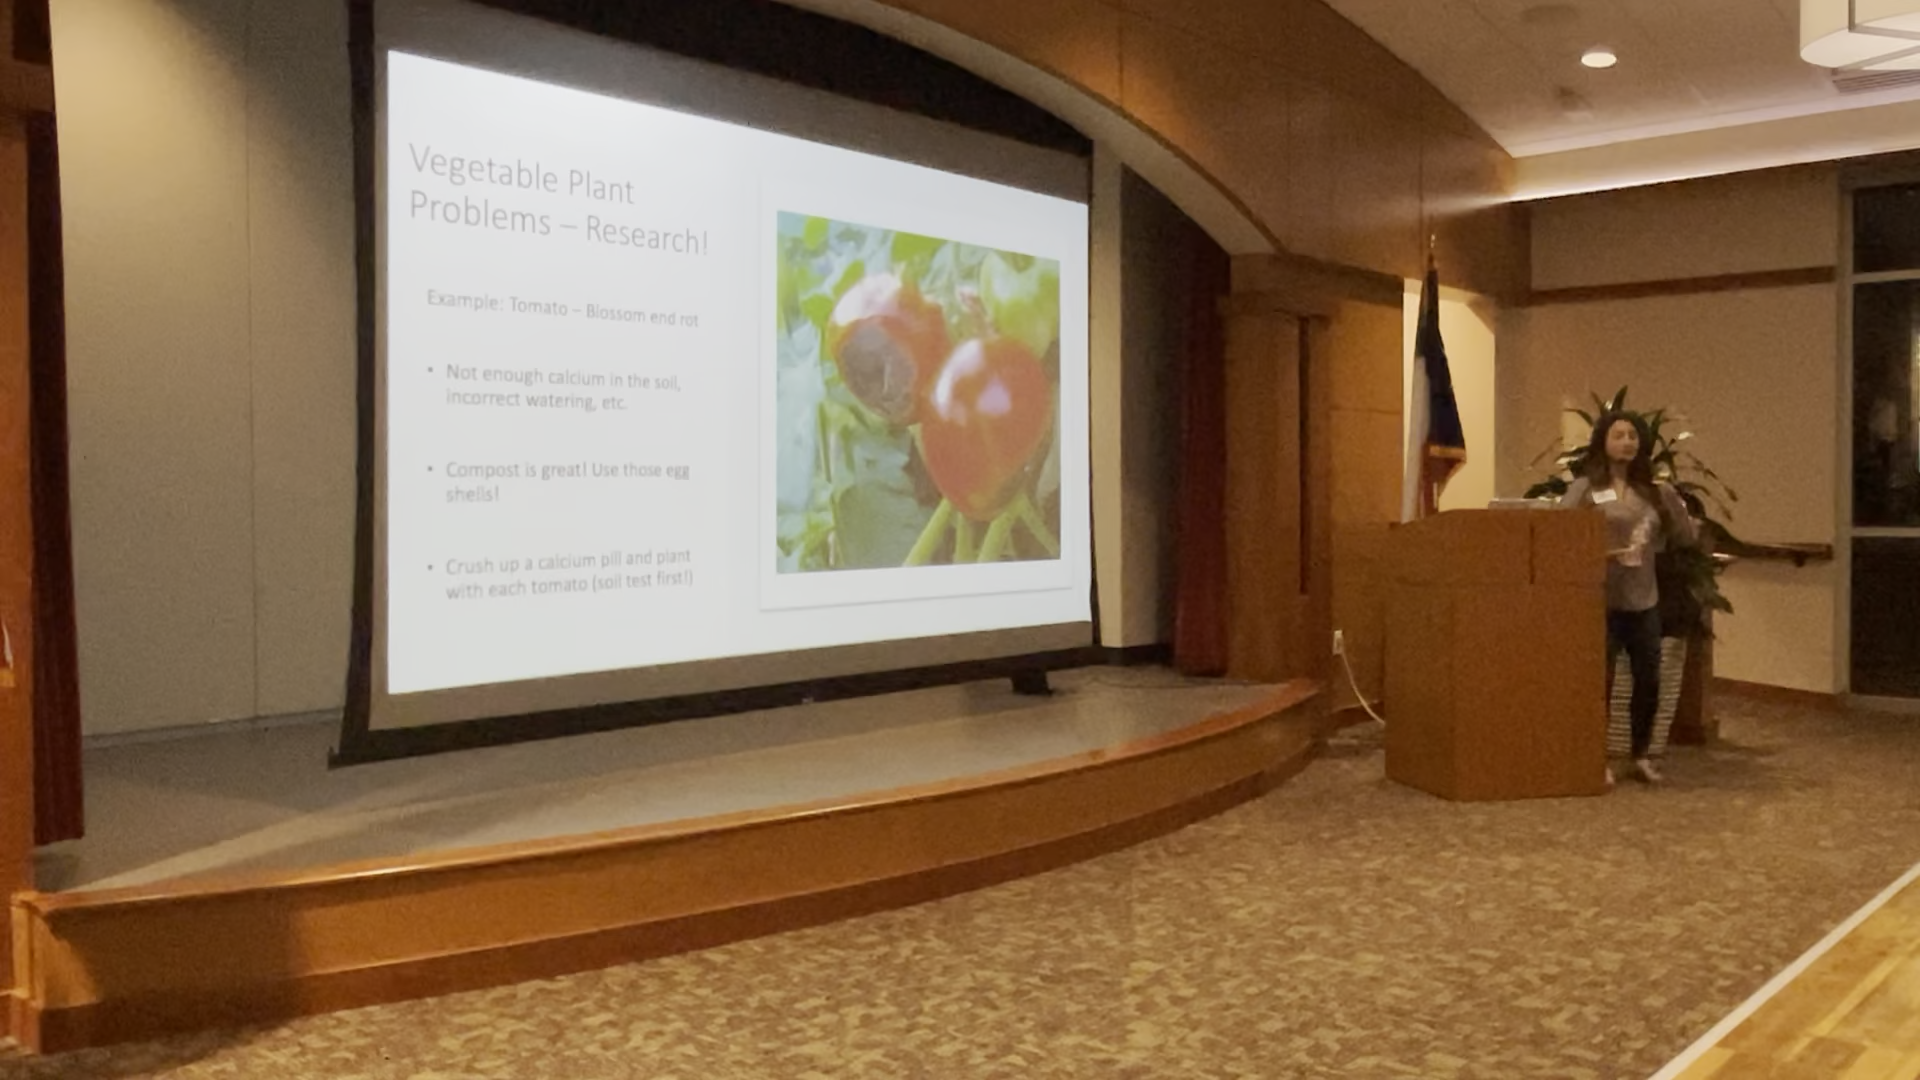 Vegetable Plant
Problems – Research!
Example: Tomato – Blossom end rot
• Not enough calcium in the soil,
incorrect watering, etc.
• Compost is great! Use those egg
shells!
• Crush up a calcium pill and plant
with each tomato (soil test first!)